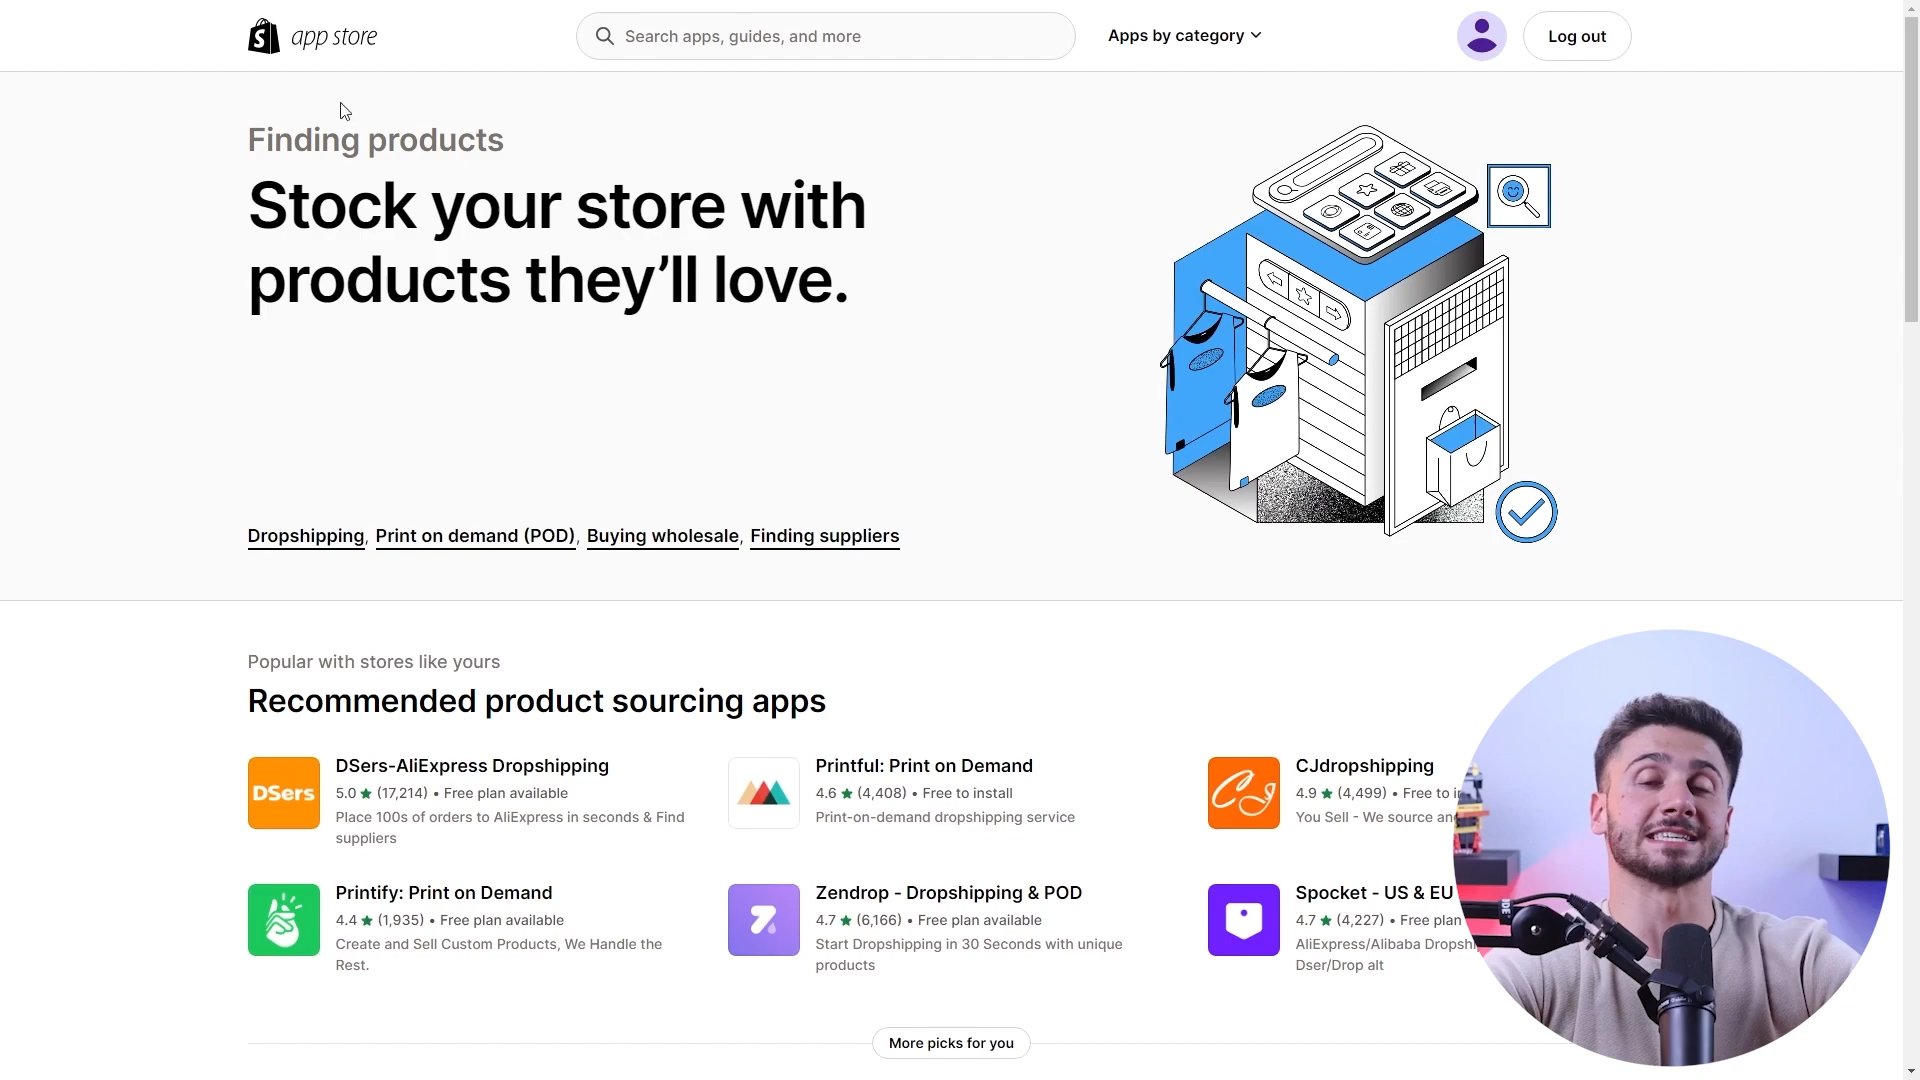 app store
Search apps, guides, and more
Apps by category
Log out
Finding products
Stock your store with
products they’ll love.
Dropshipping, Print on demand (POD), Buying wholesale, Finding suppliers
Popular with stores like yours
Recommended product sourcing apps
DSers
DSers-AliExpress Dropshipping
5.0 ★ (17,214) • Free plan available
Place 100s of orders to AliExpress in seconds & Find
suppliers
Printful: Print on Demand
4.6 ★ (4,408) • Free to install
Print-on-demand dropshipping service
CJ
CJdropshipping
4.9 ★ (4,499) • Free to
You Sell - We source
Printify: Print on Demand
4.4 ★ (1,935) • Free plan available
Create and Sell Custom Products, We Handle the
Rest.
Zendrop - Dropshipping & POD
4.7 ★ (6,166) • Free plan available
Start Dropshipping in 30 Seconds with unique
products
Spocket - US & EU
4.7 ★ (4,227) • Free plan
AliExpress/Alibaba
Dser/Drop alt
More picks for you